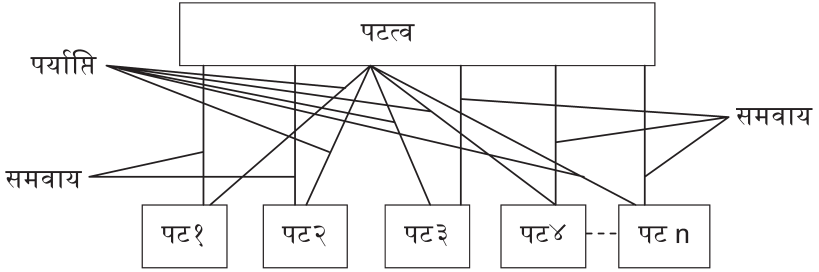 पटत्व
पर्याप्ति
समवाय
समवाय
पट१ पट२ पट३ पट४ पट n